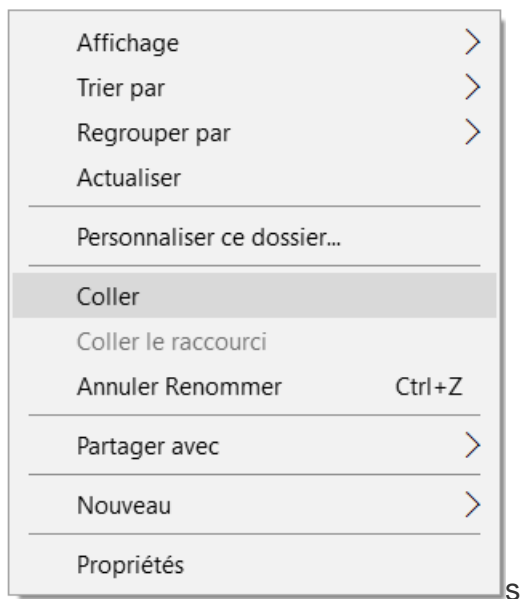 Affichage
Trier par
Regrouper par
Actualiser
Personnaliser ce dossier...
Coller
Coller le raccourci
Annuler Renommer Ctrl+Z
Partager avec
Nouveau
Propriétés
s